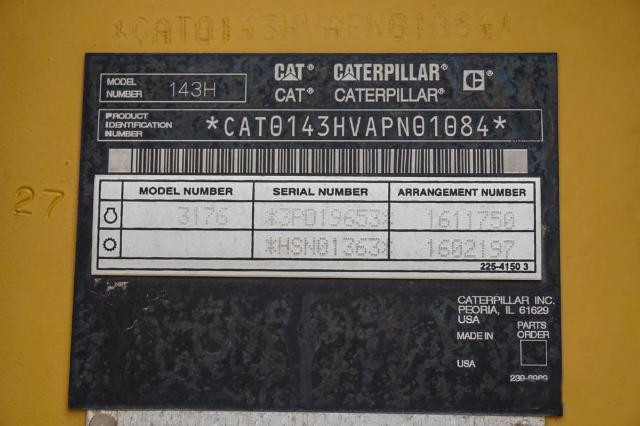 *CAT0143HVAPN01084*
MODEL NUMBER 143H
CAT® CATERPILLAR®
CAT® CATERPILLAR®
PRODUCT IDENTIFICATION NUMBER *CAT0143HVAPN01084*
27
MODEL NUMBER SERIAL NUMBER ARRANGEMENT NUMBER
3176 *3PD19653* 1611750
*HSN01363* 1602197
225-4150 3
CATERPILLAR INC.
PEORIA, IL 61629
USA
PARTS ORDER
MADE IN
USA